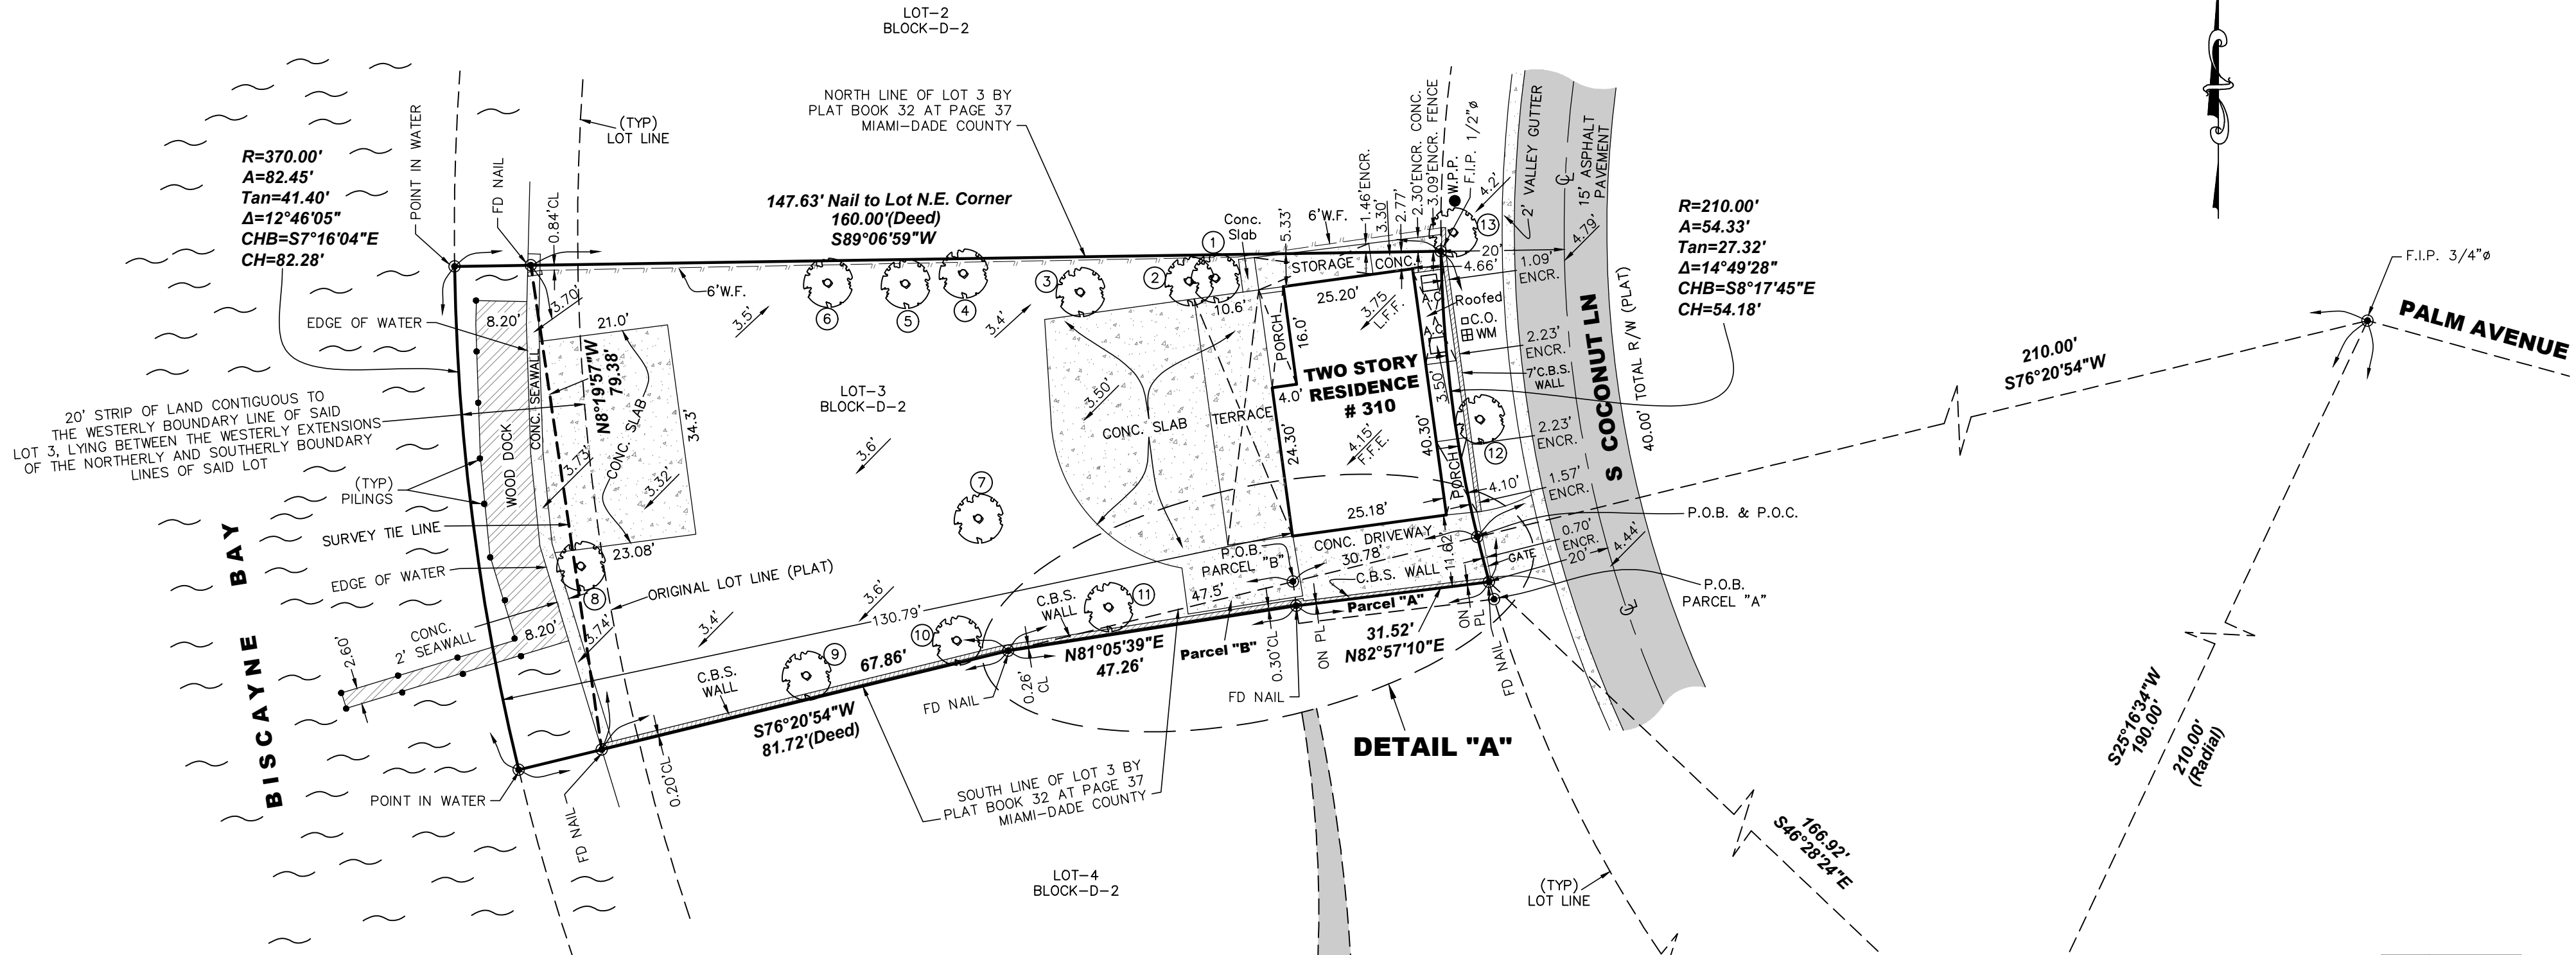 LOT-2
BLOCK-D-2
NORTH LINE OF LOT 3 BY
PLAT BOOK 32 AT PAGE 37
MIAMI-DADE COUNTY
(TYP)
LOT LINE
POINT IN WATER
FD NAIL
0.84'CL
R=370.00'
A=82.45'
Tan=41.40'
Δ=12°46'05"
CHB=S7°16'04"E
CH=82.28'
147.63' Nail to Lot N.E. Corner
160.00'(Deed)
S89°06'59"W
Conc.
Slab
5.33'
6'W.F.
1.46'ENCR.
3.30'
2.77'
2.30'ENCR. CONC.
3.09'ENCR. FENCE
W.P.P.
F.I.P. 1/2"ø
4.2'
2' VALLEY GUTTER
15' ASPHALT
PAVEMENT
℄
4.79'
R=210.00'
A=54.33'
Tan=27.32'
Δ=14°49'28"
CHB=S8°17'45"E
CH=54.18'
F.I.P. 3/4"ø
PALM AVENUE
210.00'
S76°20'54"W
1
2
3
4
5
6
13
STORAGE
CONC.
20'
4.66'
1.09'
ENCR.
6'W.F.
3.5'
3.4'
10.6'
25.20'
3.75
L.F.F.
A.C.
Roofed
A.C.
C.O.
WM
2.23'
ENCR.
7'C.B.S.
WALL
EDGE OF WATER
8.20'
3.70'
21.0'
CONC. SEAWALL
N8°19'57"W
79.38'
CONC. SLAB
34.3'
LOT-3
BLOCK-D-2
3.50'
CONC. SLAB
TERRACE
PORCH
16.0'
4.0'
TWO STORY
RESIDENCE
# 310
3.50'
24.30'
4.15'
F.F.E.
40.30'
PORCH
12
2.23'
ENCR.
S COCONUT LN
40.00' TOTAL R/W (PLAT)
20' STRIP OF LAND CONTIGUOUS TO
THE WESTERLY BOUNDARY LINE OF SAID
LOT 3, LYING BETWEEN THE WESTERLY EXTENSIONS
OF THE NORTHERLY AND SOUTHERLY BOUNDARY
LINES OF SAID LOT
(TYP)
PILINGS
WOOD DOCK
3.73'
3.32'
3.6'
7
SURVEY TIE LINE
4.10'
1.57'
ENCR.
25.18'
P.O.B. & P.O.C.
BISCAYNE BAY
EDGE OF WATER
23.08'
8
ORIGINAL LOT LINE (PLAT)
3.6'
130.79'
P.O.B.
PARCEL "B"
CONC. DRIVEWAY
30.78'
11.62'
GATE
0.70'
ENCR.
20'
4.44'
℄
P.O.B.
PARCEL "A"
CONC.
2' SEAWALL
8.20'
3.74'
2.60'
3.4'
10
C.B.S.
WALL
11
47.5'
C.B.S. WALL
Parcel "A"
31.52'
N82°57'10"E
ON PL
ON
PL
FD NAIL
9
67.86'
C.B.S.
WALL
FD NAIL
0.26'
CL
N81°05'39"E
47.26'
Parcel "B"
0.30'CL
FD NAIL
S76°20'54"W
81.72'(Deed)
DETAIL "A"
POINT IN WATER
FD NAIL
0.20'CL
SOUTH LINE OF LOT 3 BY
PLAT BOOK 32 AT PAGE 37
MIAMI-DADE COUNTY
LOT-4
BLOCK-D-2
(TYP)
LOT LINE
166.92'
S46°28'24"E
S25°16'34"W
190.00'
210.00'
(Radial)